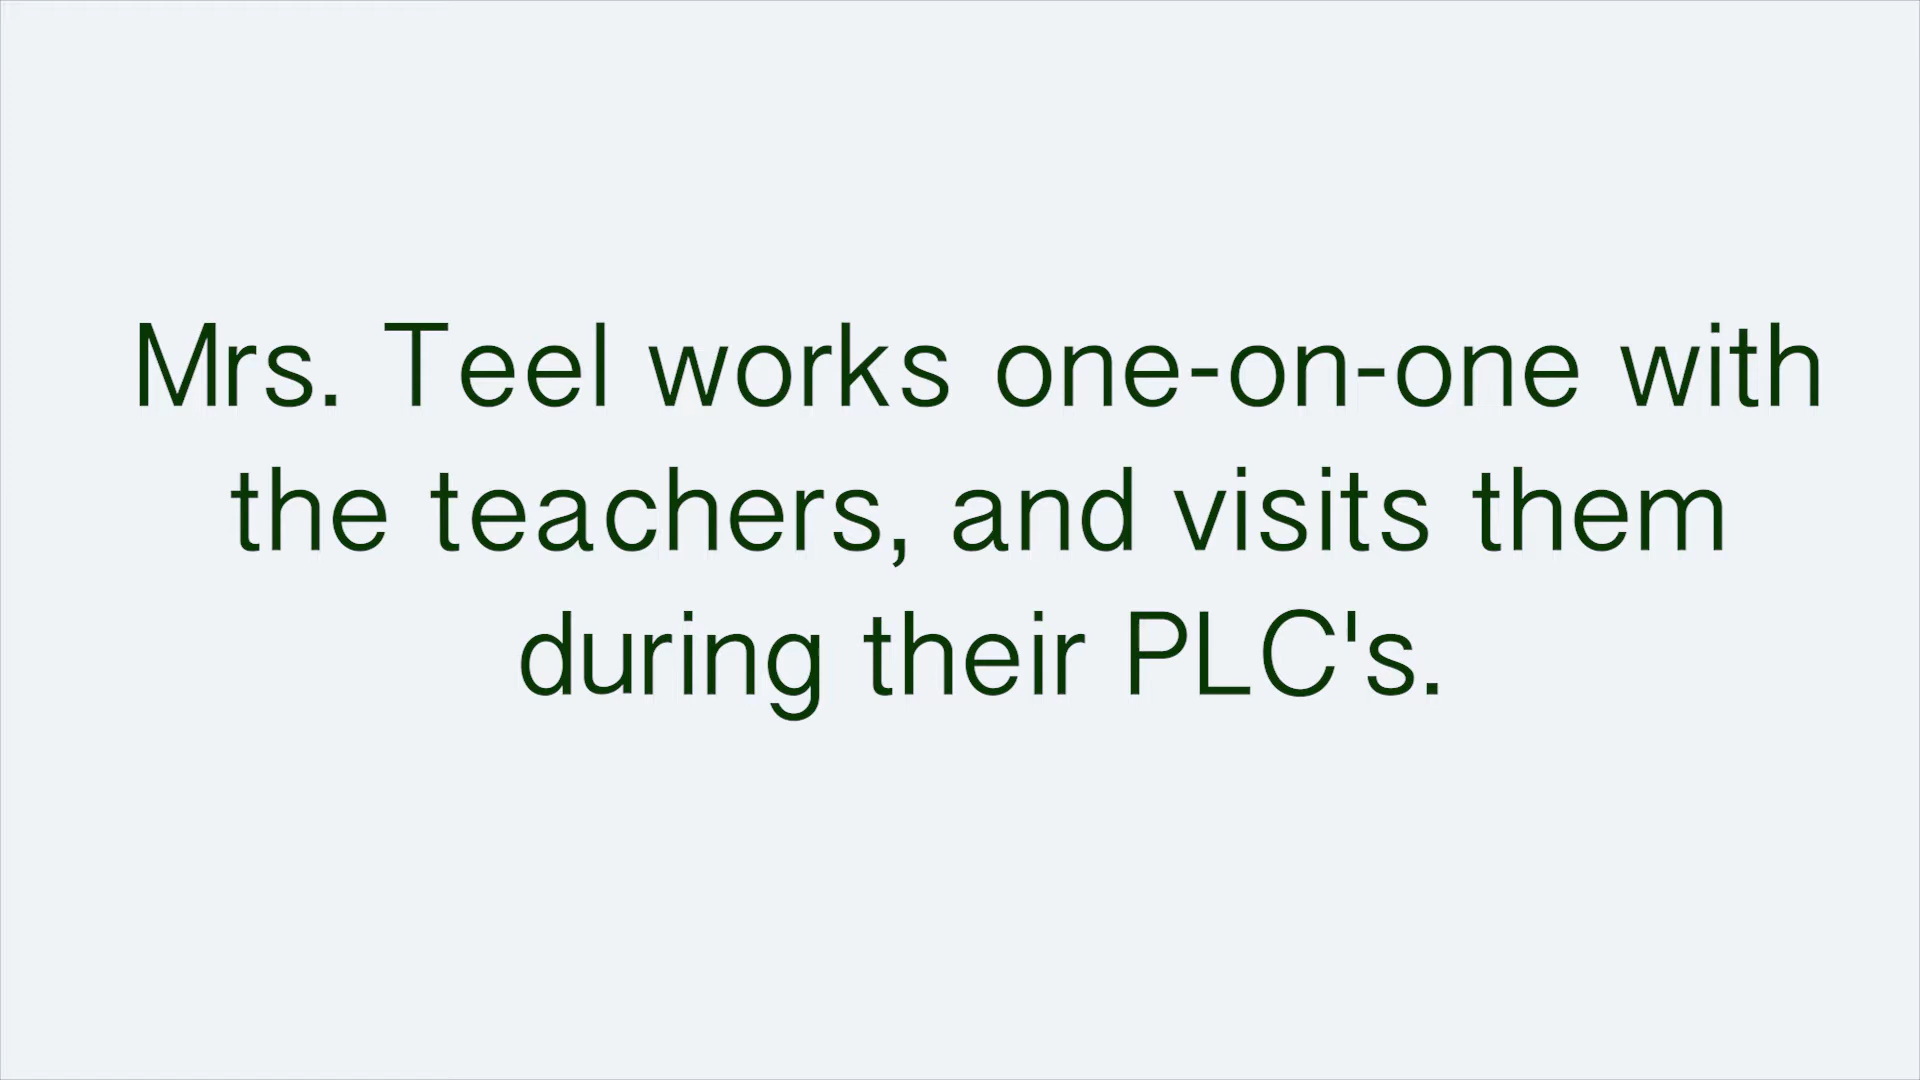 Mrs. Teel works one-on-one with
the teachers, and visits them
during their PLC's.